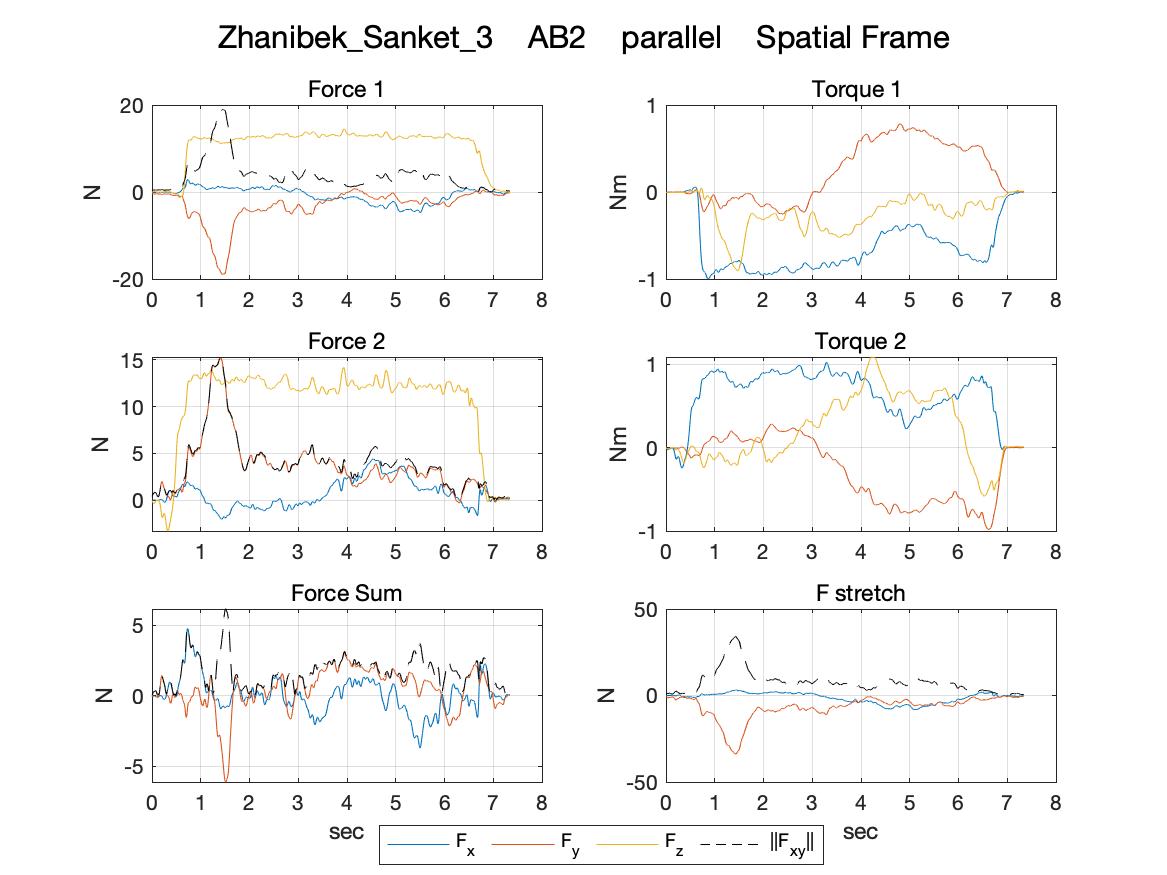 Zhanibek_Sanket_3 AB2 parallel Spatial Frame
Force 1
20
0
-20
N
0 1 2 3 4 5 6 7 8
Torque 1
1
0
-1
Nm
0 1 2 3 4 5 6 7 8
Force 2
15
10
5
0
N
0 1 2 3 4 5 6 7 8
Torque 2
1
0
-1
Nm
0 1 2 3 4 5 6 7 8
Force Sum
5
0
-5
N
0 1 2 3 4 5 6 7 8
sec
F stretch
50
0
-50
N
0 1 2 3 4 5 6 7 8
sec
Fx Fy Fz ||Fxy||